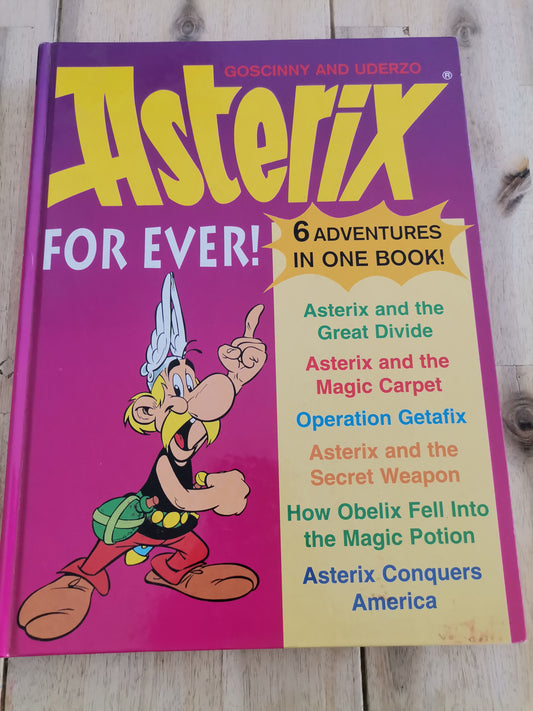 GOSCINNY AND UDERZO
Asterix ®
FOR EVER!
6 ADVENTURES
IN ONE BOOK!
Asterix and the
Great Divide
Asterix and the
Magic Carpet
Operation Getafix
Asterix and the
Secret Weapon
How Obelix Fell Into
the Magic Potion
Asterix Conquers
America